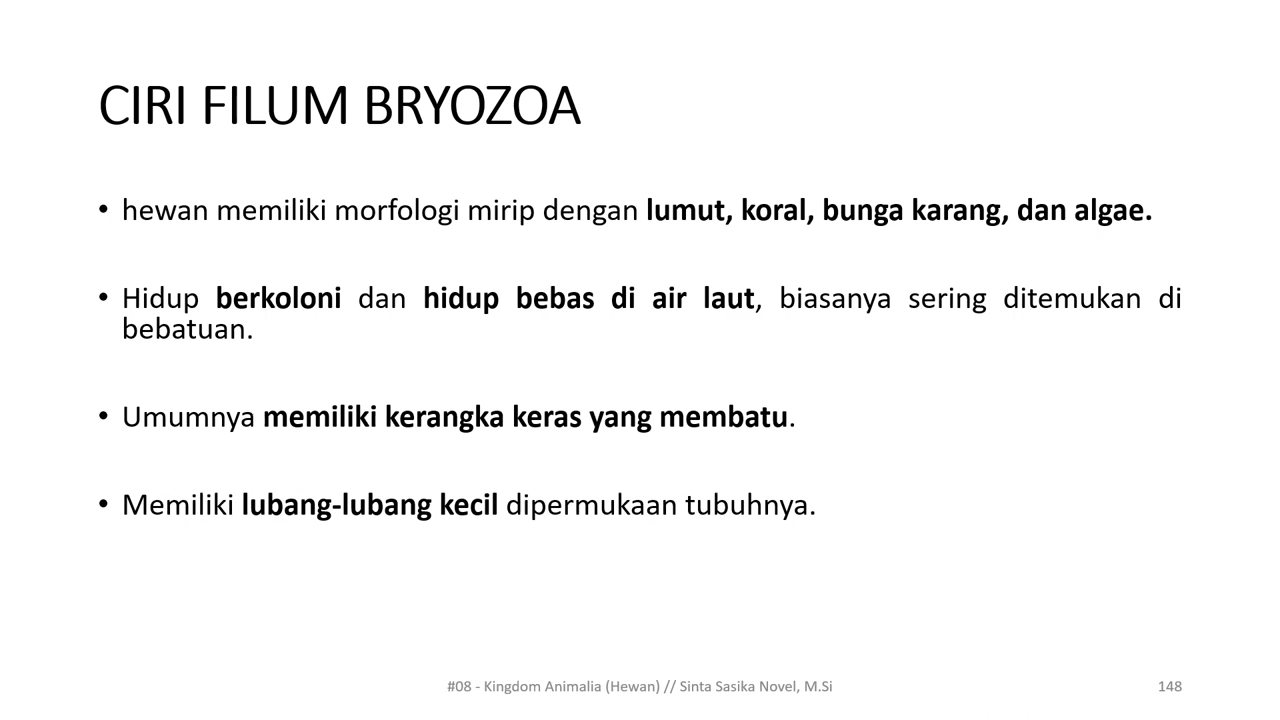 CIRI FILUM BRYOZOA
• hewan memiliki morfologi mirip dengan lumut, koral, bunga karang, dan algae.
• Hidup berkoloni dan hidup bebas di air laut, biasanya sering ditemukan di
bebatuan.
• Umumnya memiliki kerangka keras yang membatu.
• Memiliki lubang-lubang kecil dipermukaan tubuhnya.
#08 - Kingdom Animalia (Hewan) // Sinta Sasika Novel, M.Si
148